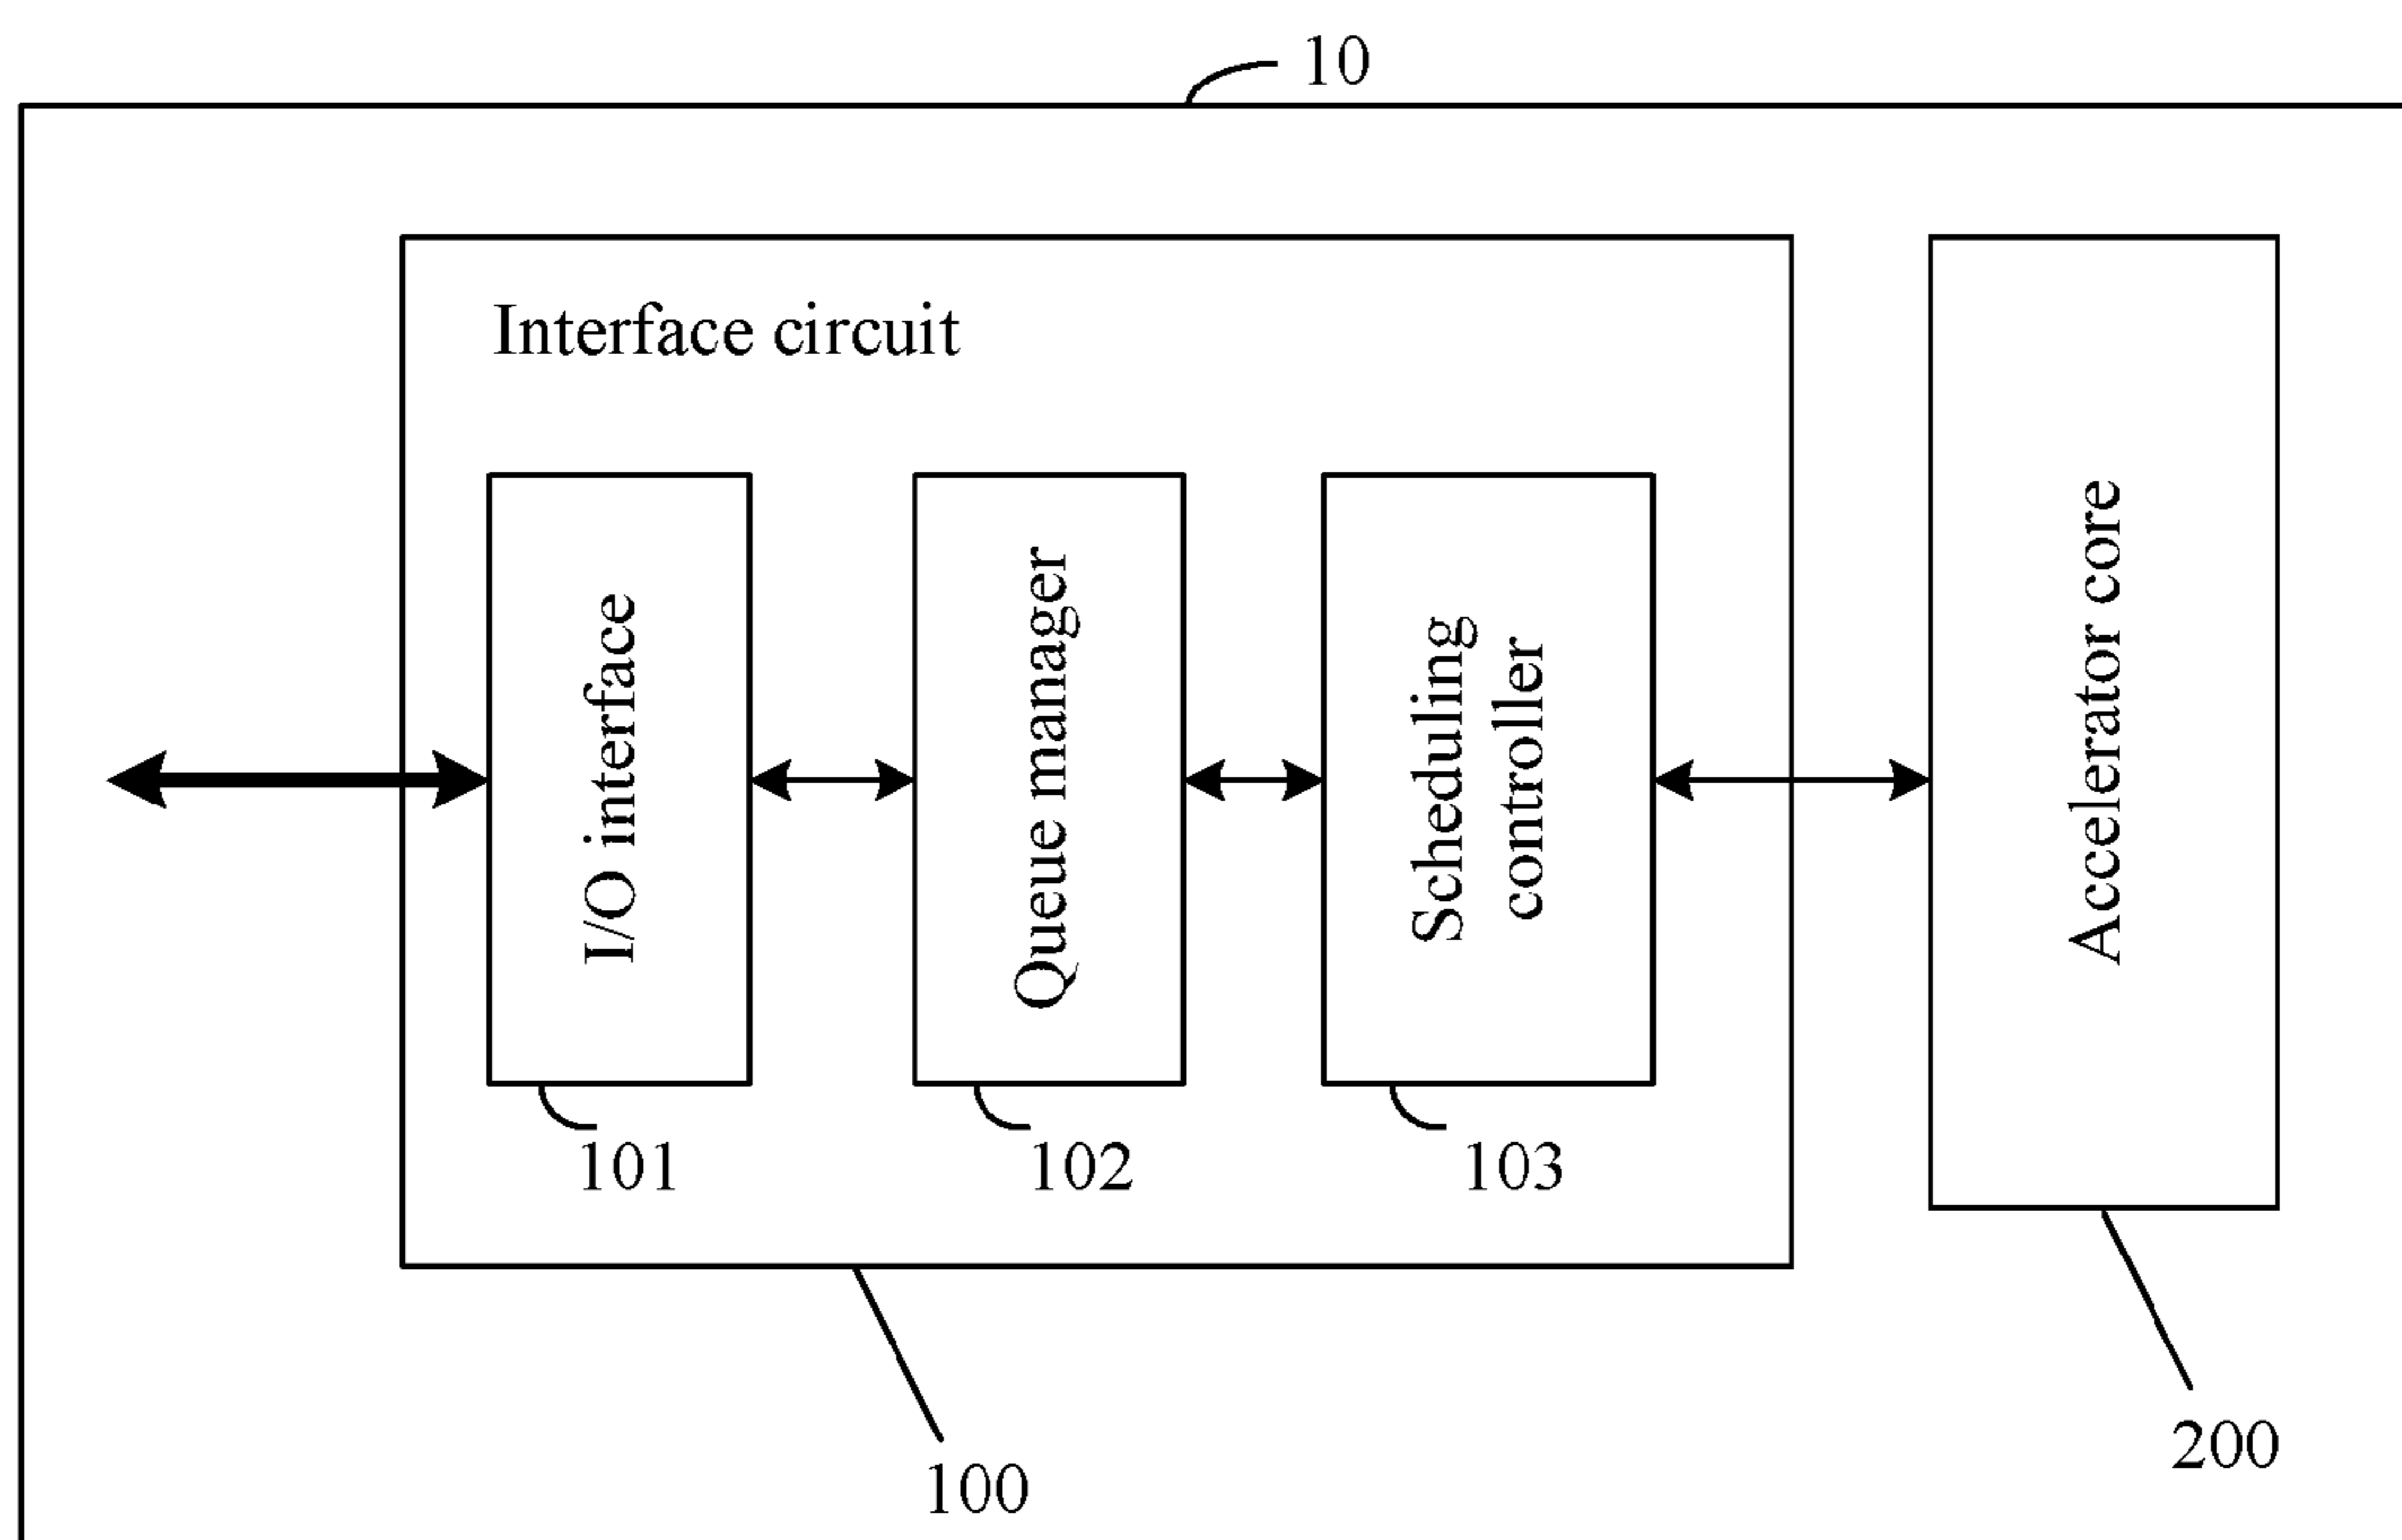 10
Interface circuit
I/O interface
Queue manager
Scheduling
controller
Accelerator core
101
102
103
100
200